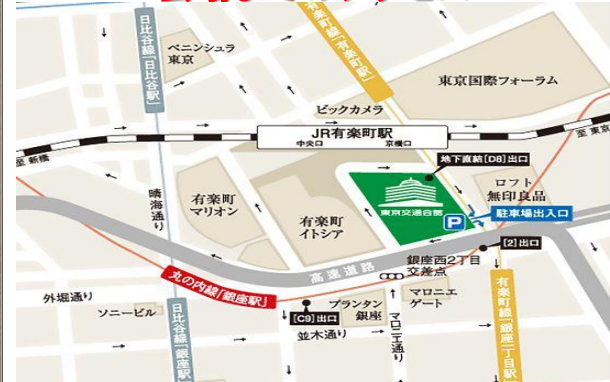 日比谷線「日比谷駅」
ペニンシュラ
東京
有楽町線「有楽町駅」
東京国際フォーラム
ビックカメラ
JR有楽町駅
中央口
京橋口
至 新橋
至 東京
地下直結[D8]出口
晴海通り
有楽町
マリオン
有楽町
イトシア
東京交通会館
ロフト
無印良品
P
駐車場出入口
[2]出口
高速道路
銀座西2丁目
交差点
丸の内線「銀座駅」
外堀通り
ソニービル
日比谷線「銀座駅」
[C9]出口
プランタン
銀座
並木通り
マロニエ通り
マロニエ
ゲート
有楽町線「銀座一丁目駅」